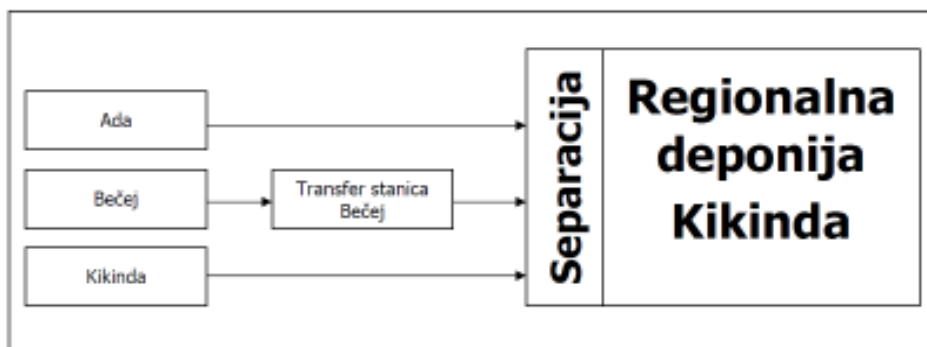 Ada
Bečej
Kikinda
Transfer stanica
Bečej
Separacija
Regionalna
deponija
Kikinda